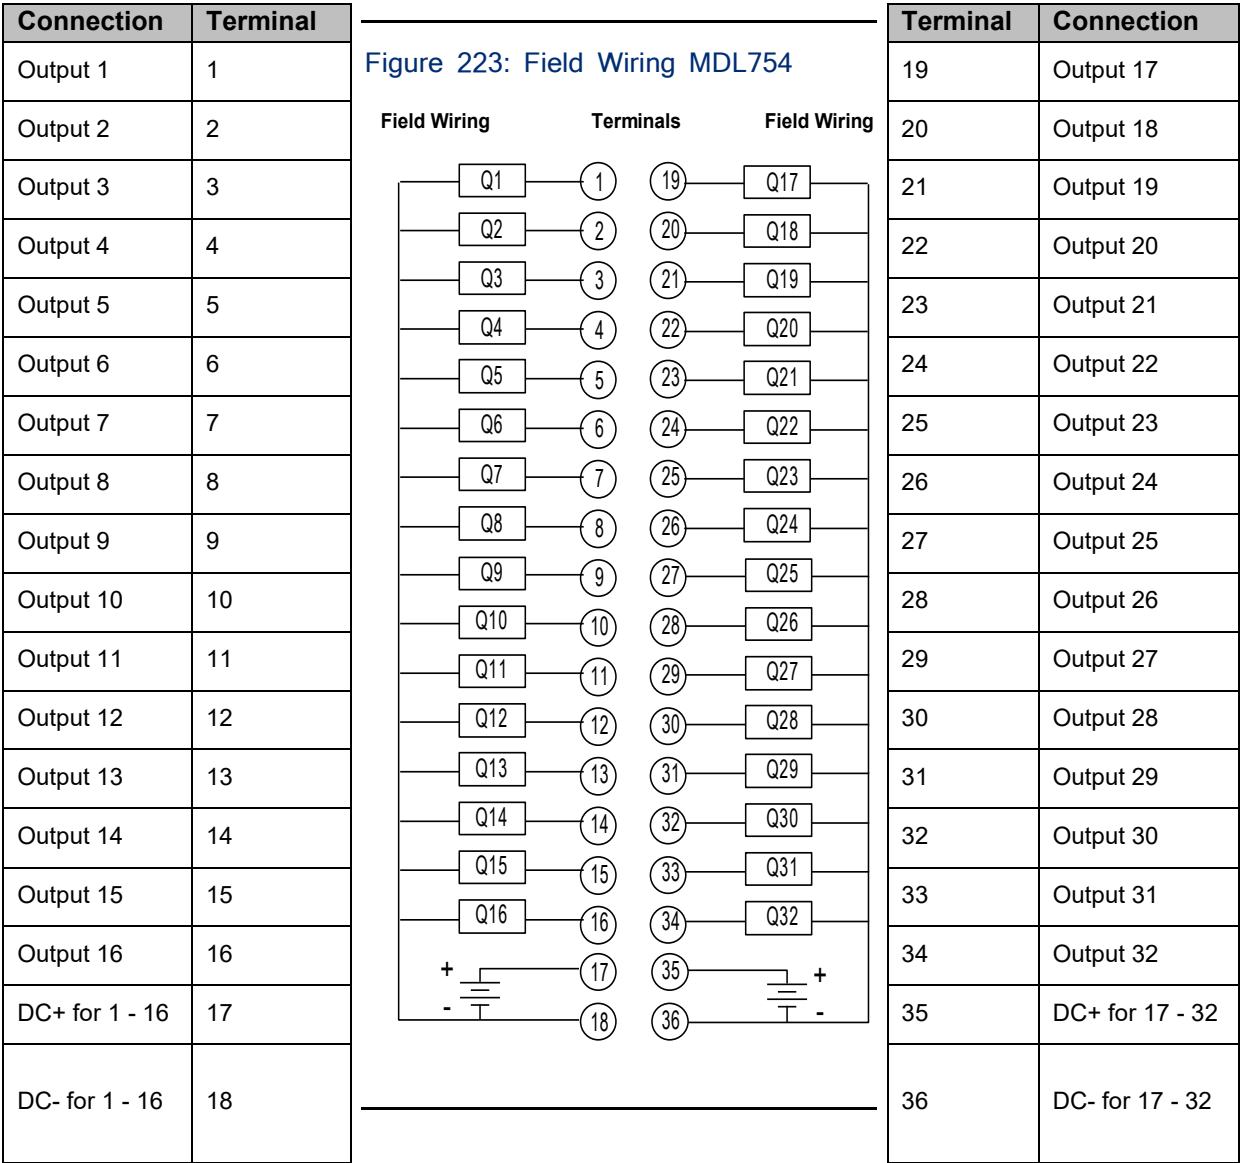 Connection Terminal
Output 1 1
Output 2 2
Output 3 3
Output 4 4
Output 5 5
Output 6 6
Output 7 7
Output 8 8
Output 9 9
Output 10 10
Output 11 11
Output 12 12
Output 13 13
Output 14 14
Output 15 15
Output 16 16
DC+ for 1 - 16 17
DC- for 1 - 16 18
Figure 223: Field Wiring MDL754
Field Wiring Terminals Field Wiring
Q1 1 19 Q17
Q2 2 20 Q18
Q3 3 21 Q19
Q4 4 22 Q20
Q5 5 23 Q21
Q6 6 24 Q22
Q7 7 25 Q23
Q8 8 26 Q24
Q9 9 27 Q25
Q10 10 28 Q26
Q11 11 29 Q27
Q12 12 30 Q28
Q13 13 31 Q29
Q14 14 32 Q30
Q15 15 33 Q31
Q16 16 34 Q32
+ 17 35 +
- 18 36 -
Terminal Connection
19 Output 17
20 Output 18
21 Output 19
22 Output 20
23 Output 21
24 Output 22
25 Output 23
26 Output 24
27 Output 25
28 Output 26
29 Output 27
30 Output 28
31 Output 29
32 Output 30
33 Output 31
34 Output 32
35 DC+ for 17 - 32
36 DC- for 17 - 32